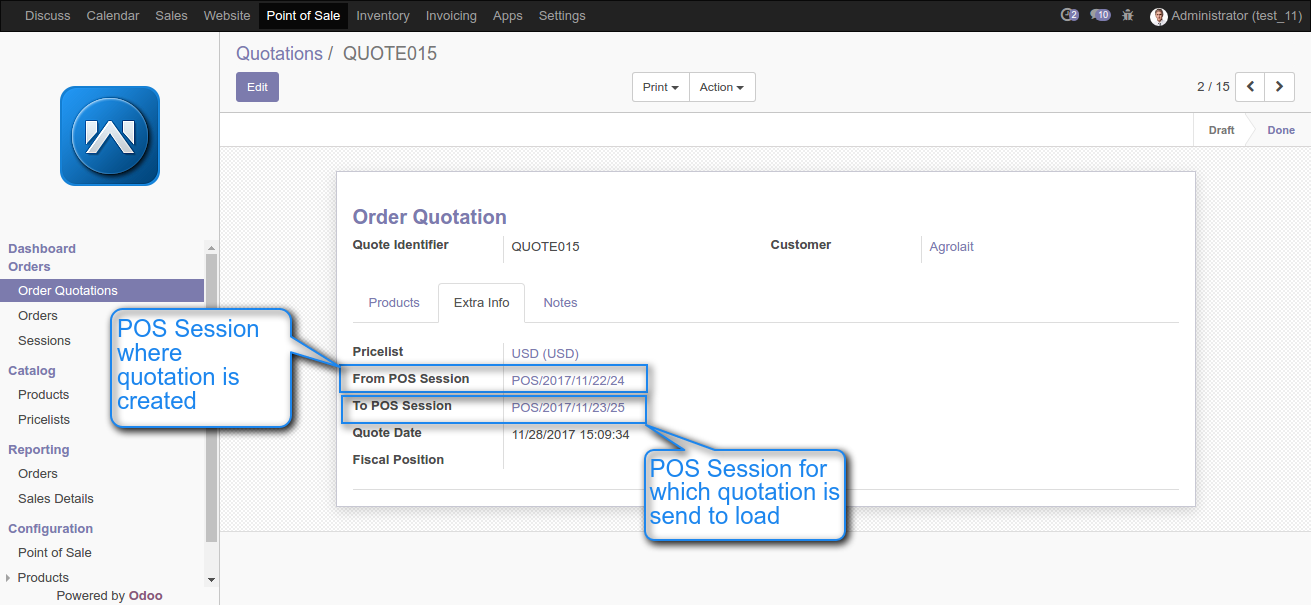 Discuss Calendar Sales Website Point of Sale Inventory Invoicing Apps Settings 2 10 Administrator (test_11)
Quotations / QUOTE015
Edit Print Action 2 / 15
Draft Done
Dashboard
Orders
Order Quotations
Orders
Sessions
Catalog
Products
Pricelists
Reporting
Orders
Sales Details
Configuration
Point of Sale
Products
Powered by Odoo
Order Quotation
Quote Identifier QUOTE015 Customer Agrolait
Products Extra Info Notes
Pricelist USD (USD)
From POS Session POS/2017/11/22/24
To POS Session POS/2017/11/23/25
Quote Date 11/28/2017 15:09:34
Fiscal Position
POS Session
where
quotation is
created
POS Session for
which quotation is
send to load